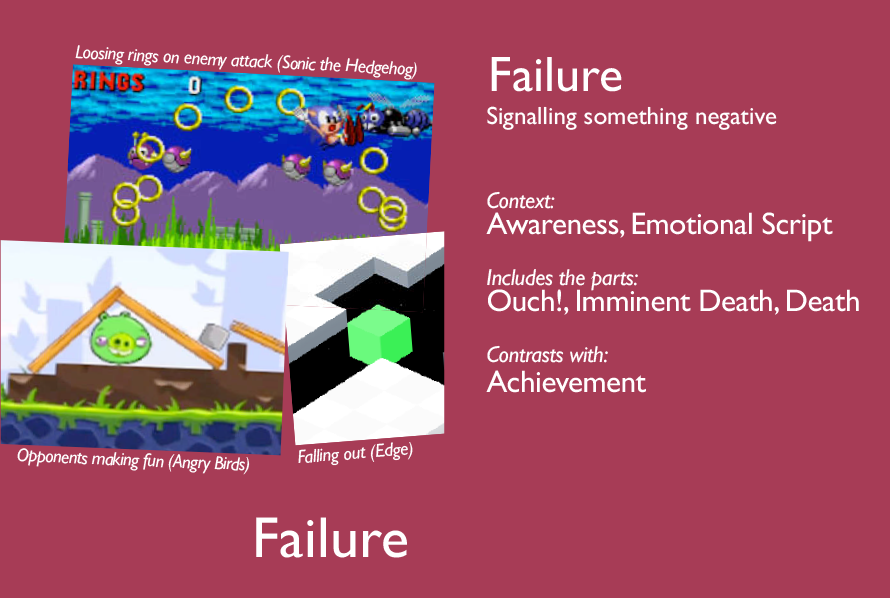 Loosing rings on enemy attack (Sonic the Hedgehog)
RINGS 0
Opponents making fun (Angry Birds)
Falling out (Edge)
Failure
Failure
Signalling something negative
Context:
Awareness, Emotional Script
Includes the parts:
Ouch!, Imminent Death, Death
Contrasts with:
Achievement